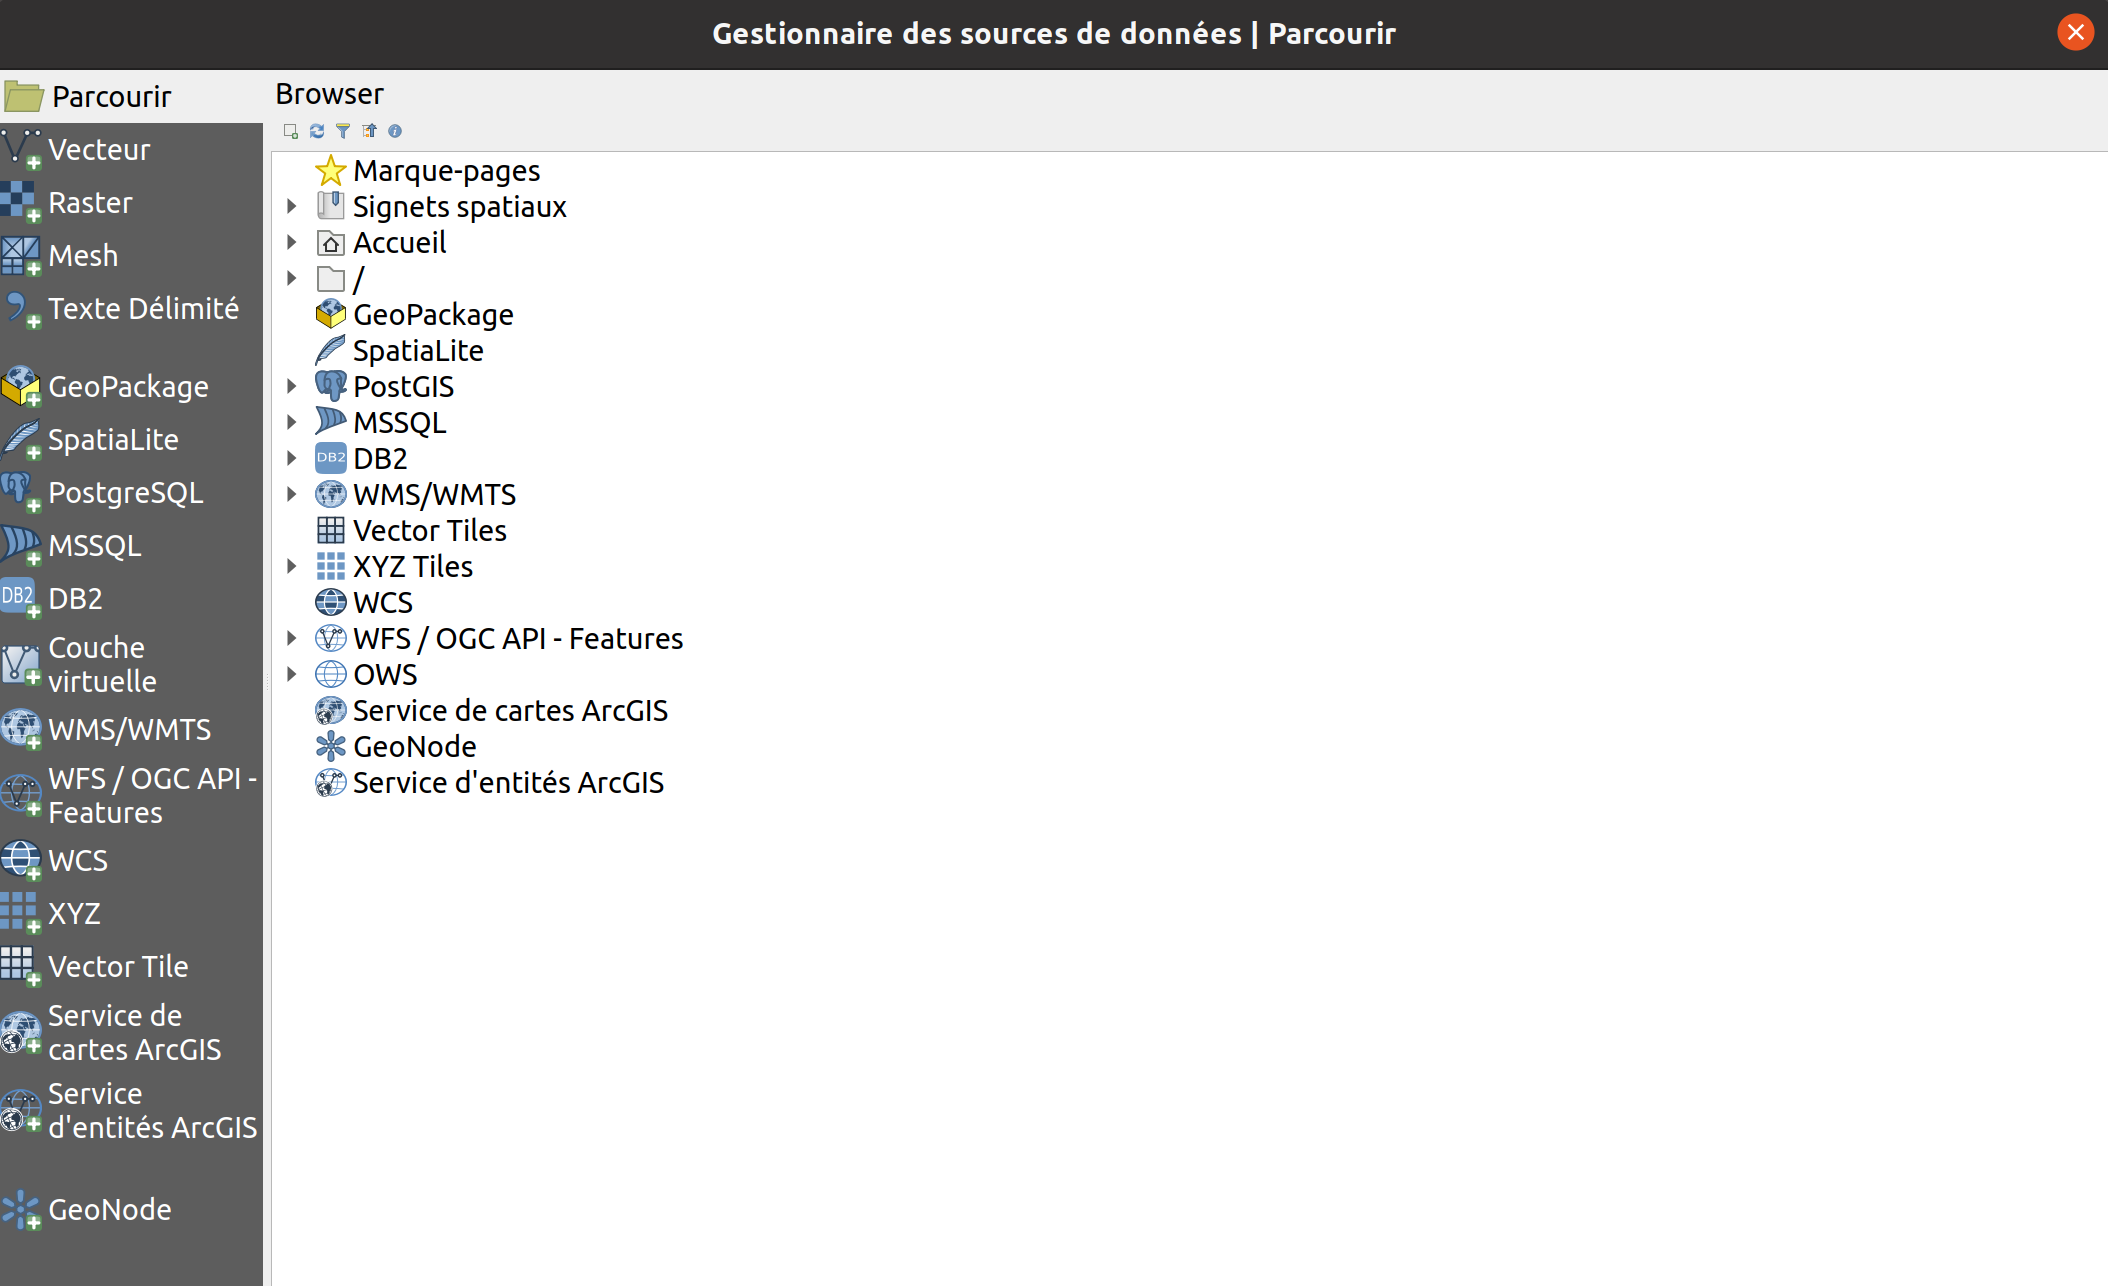 Gestionnaire des sources de données | Parcourir
Parcourir
Vecteur
Raster
Mesh
Texte Délimité
GeoPackage
SpatiaLite
PostgreSQL
MSSQL
DB2
DB2
Couche
virtuelle
WMS/WMTS
WFS / OGC API -
Features
WCS
XYZ
Vector Tile
Service de
cartes ArcGIS
Service
d'entités ArcGIS
GeoNode
Browser
Marque-pages
Signets spatiaux
Accueil
/
GeoPackage
SpatiaLite
PostGIS
MSSQL
DB2
DB2
WMS/WMTS
Vector Tiles
XYZ Tiles
WCS
WFS / OGC API - Features
OWS
Service de cartes ArcGIS
GeoNode
Service d'entités ArcGIS